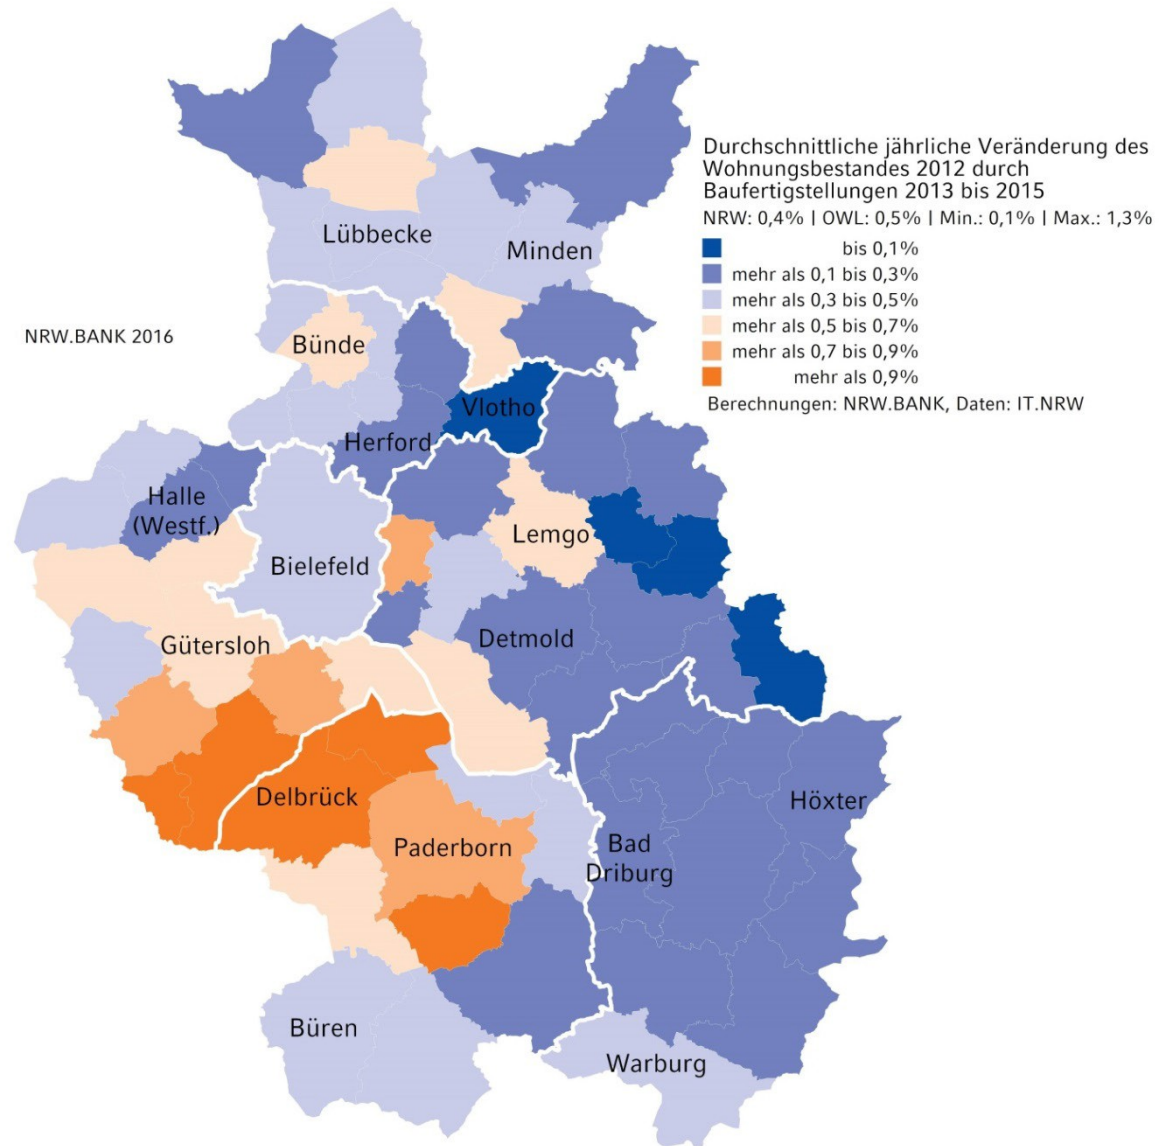 Durchschnittliche jährliche Veränderung des
Wohnungsbestandes 2012 durch
Baufertigstellungen 2013 bis 2015
NRW: 0,4% | OWL: 0,5% | Min.: 0,1% | Max.: 1,3%
bis 0,1%
mehr als 0,1 bis 0,3%
mehr als 0,3 bis 0,5%
mehr als 0,5 bis 0,7%
mehr als 0,7 bis 0,9%
mehr als 0,9%
Berechnungen: NRW.BANK, Daten: IT.NRW
NRW.BANK 2016
Lübbecke
Minden
Bünde
Vlotho
Herford
Halle
(Westf.)
Lemgo
Bielefeld
Gütersloh
Detmold
Delbrück
Höxter
Paderborn
Bad
Driburg
Büren
Warburg